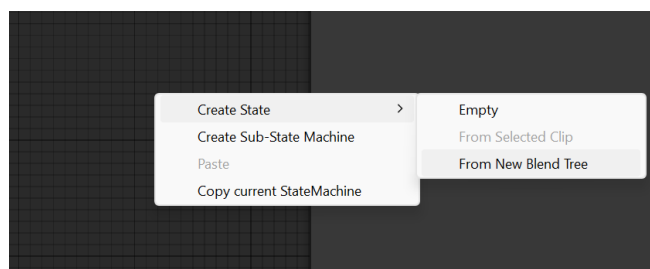 Create State
Create Sub-State Machine
Paste
Copy current StateMachine
Empty
From Selected Clip
From New Blend Tree